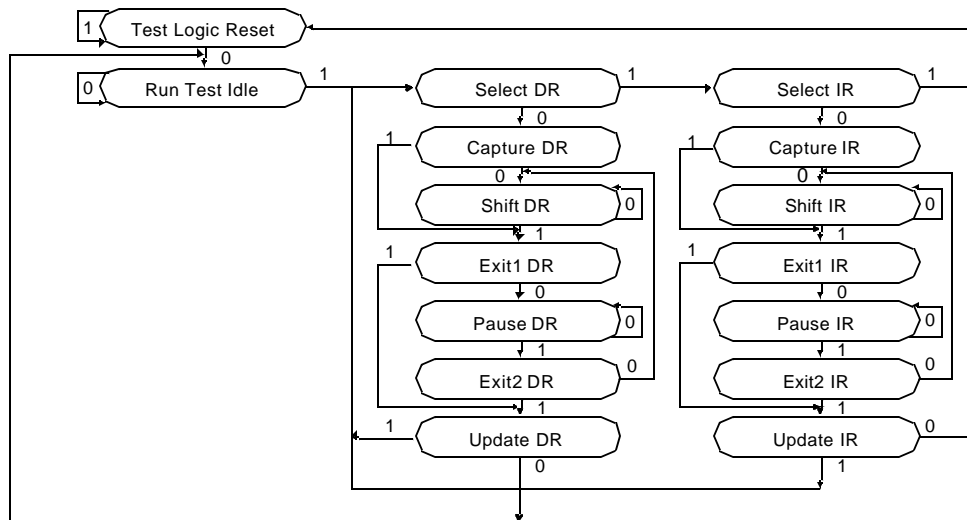 Test Logic Reset
1
0
Run Test Idle
0
1
Select DR
1
Select IR
1
0
0
1
Capture DR
1
Capture IR
0
0
Shift DR
0
Shift IR
0
1
1
1
Exit1 DR
1
Exit1 IR
0
0
Pause DR
0
Pause IR
0
1
1
Exit2 DR
0
Exit2 IR
0
1
1
1
Update DR
Update IR
0
0
1